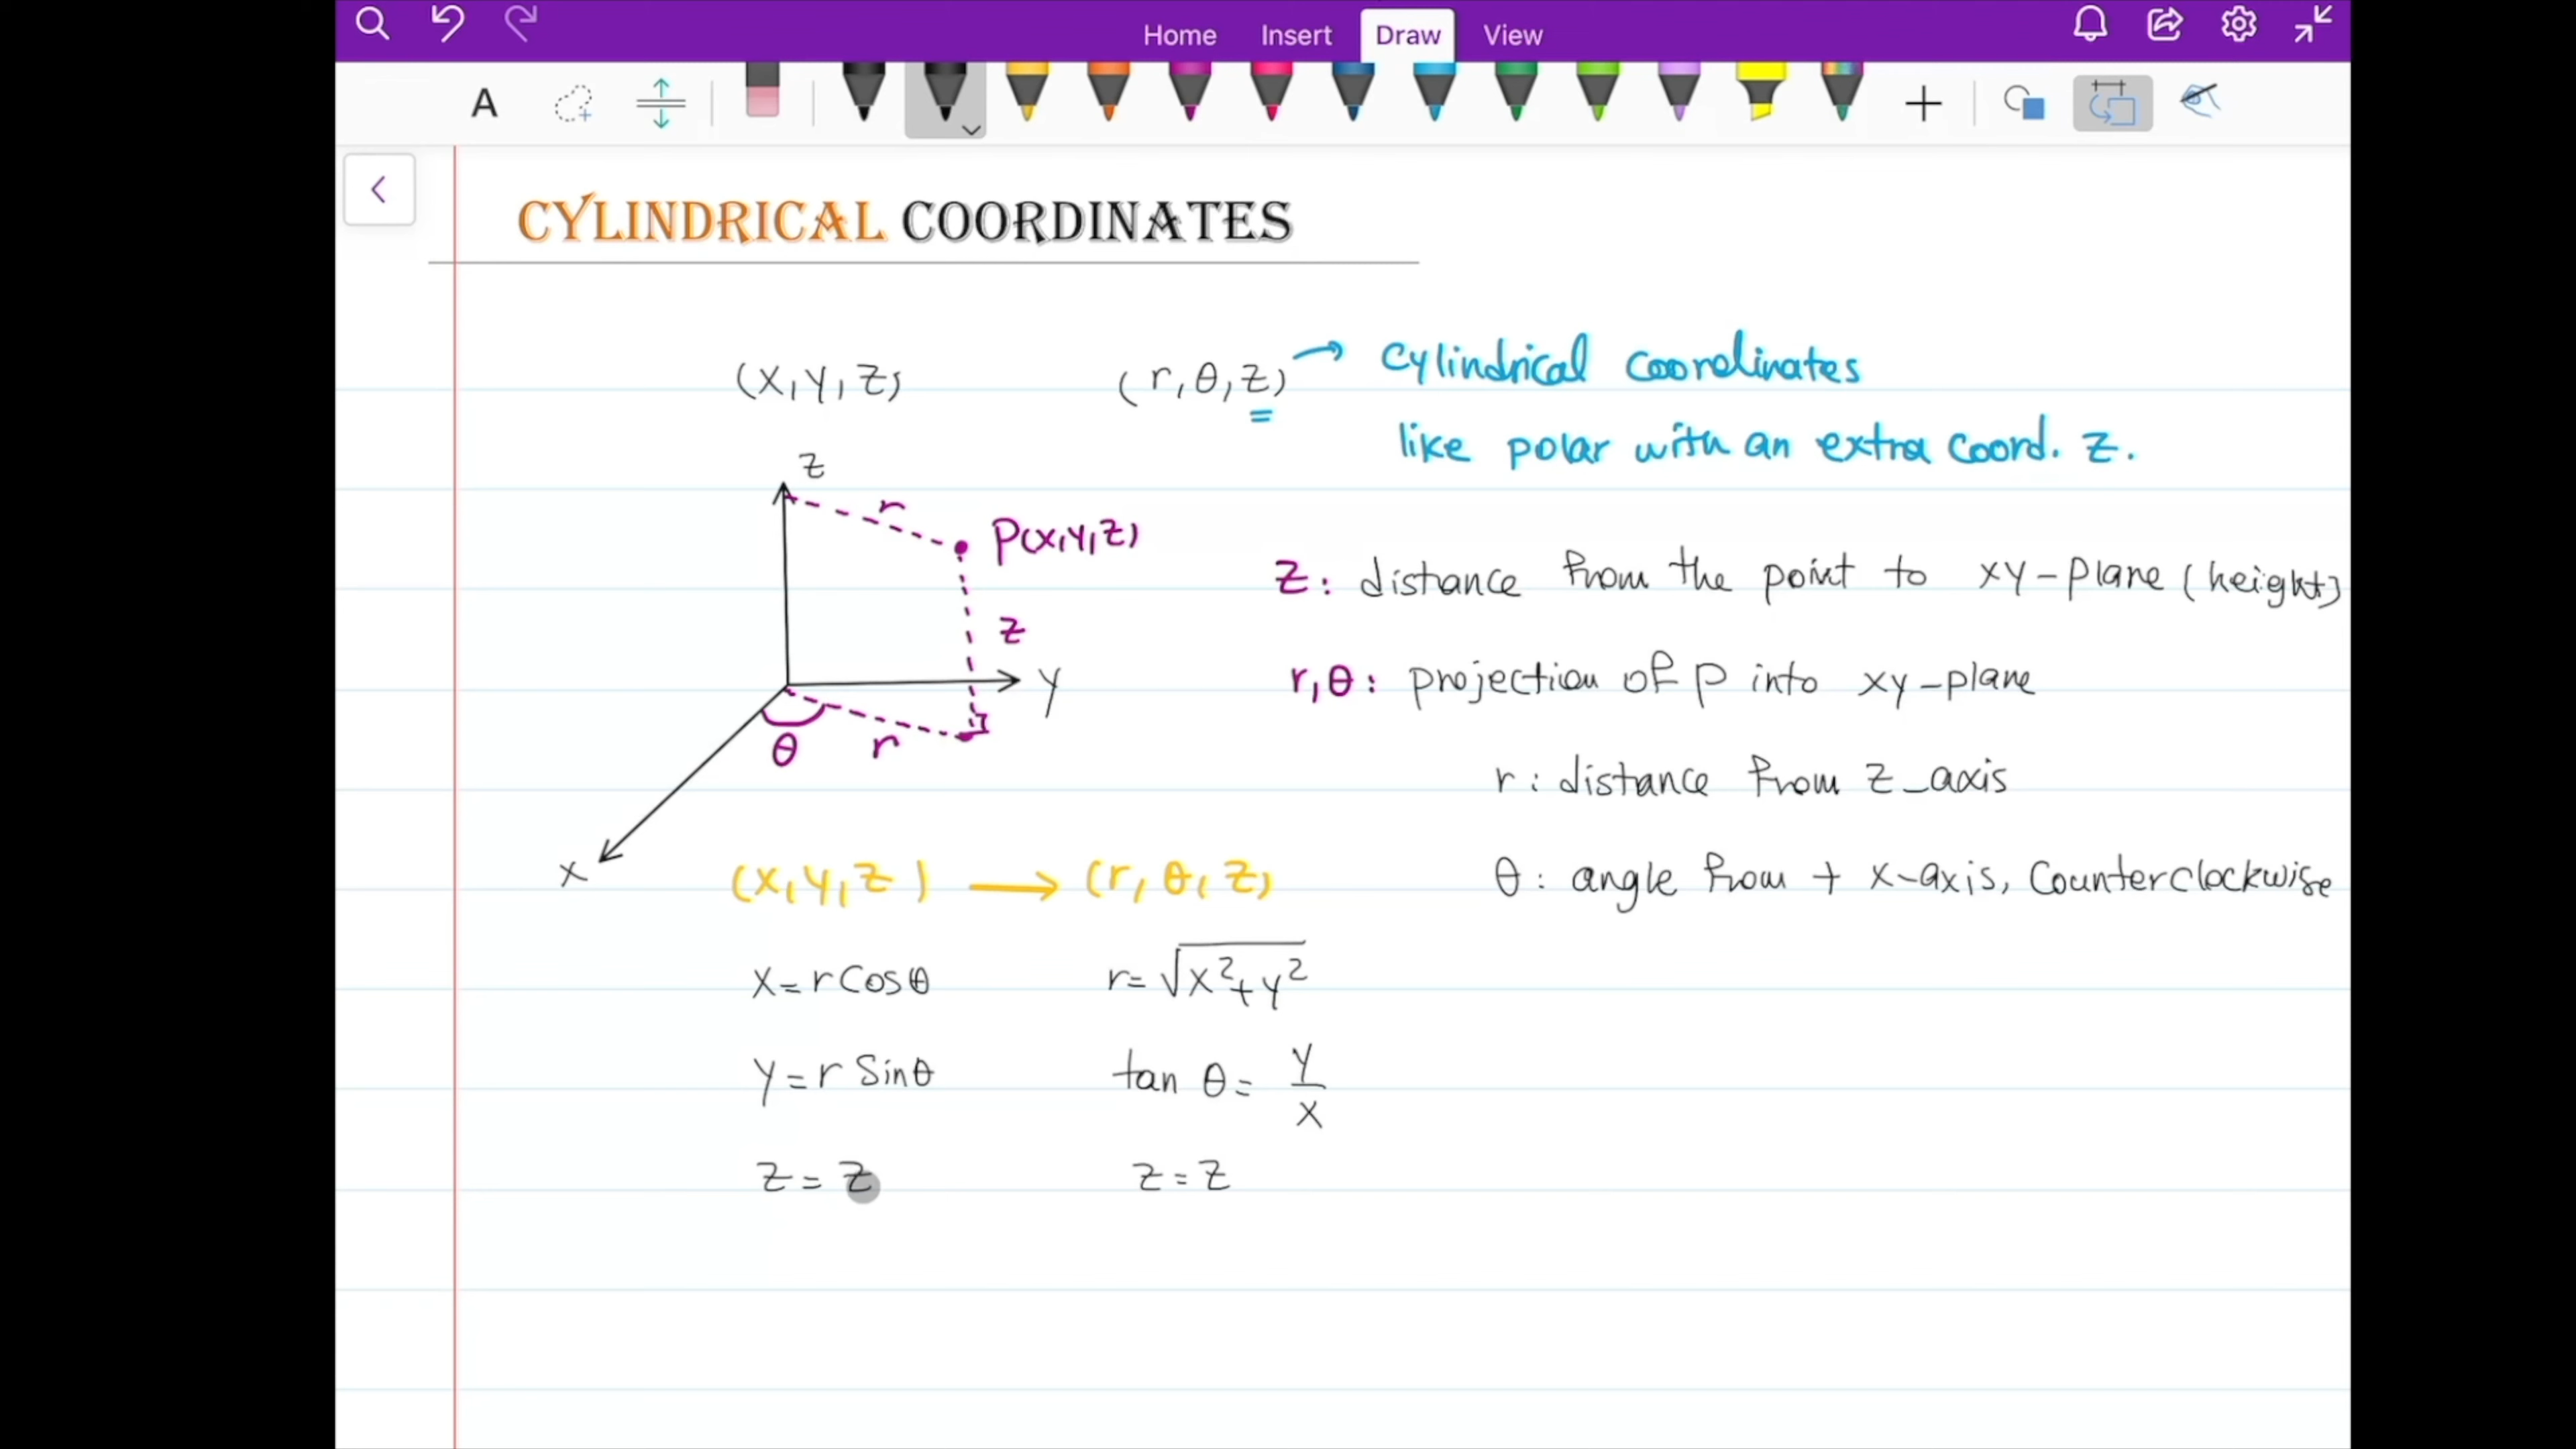 Home Insert Draw View
A
CYLINDRICAL COORDINATES
(x, y, z) (r, θ, z) → Cylindrical Coordinates
like polar with an extra Coord. z.
z
r
P(x, y, z)
z: distance from the point to xy-plane (height)
z
y
r, θ: projection of P into xy-plane
θ r
r: distance from z_axis
x
(x, y, z) → (r, θ, z)
θ: angle from + x-axis, Counterclockwise
x = r Cos θ r = √x²+y²
y = r Sin θ tan θ = y/x
z = z z = z